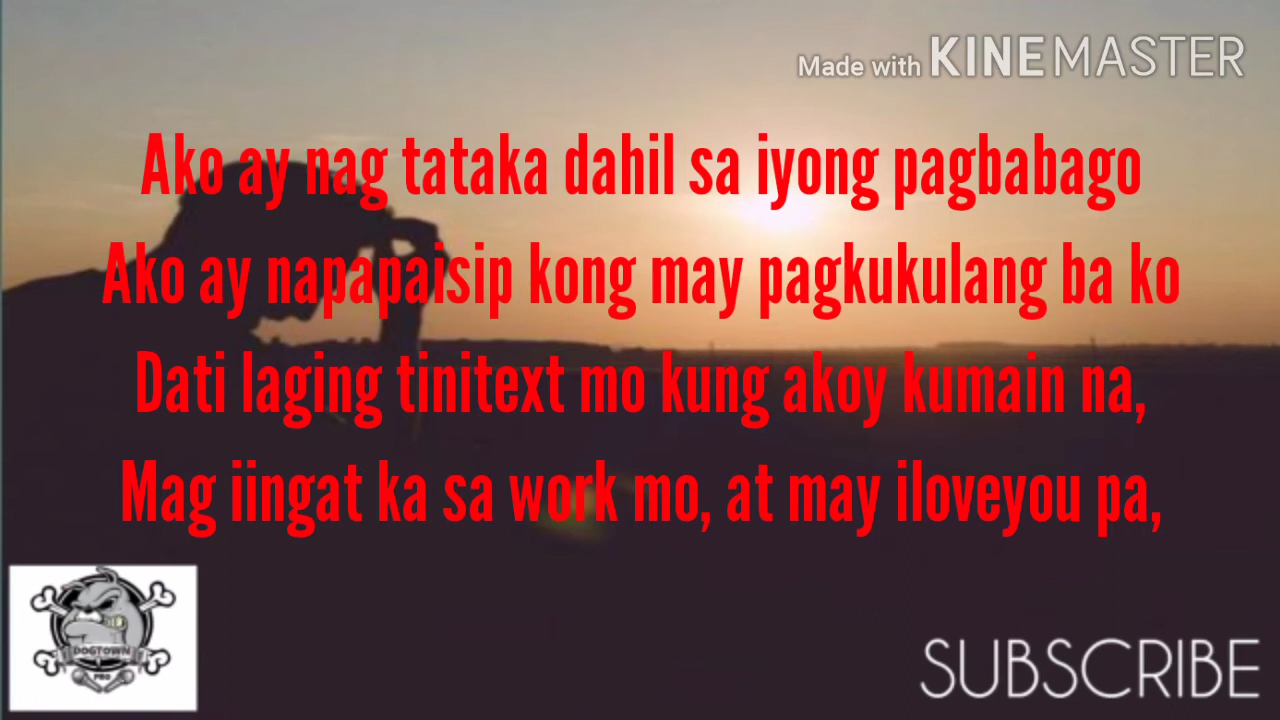 Made with KINEMASTER
Ako ay nag tataka dahil sa iyong pagbabago
Ako ay napapaisip kong may pagkukulang ba ko
Dati laging tinitext mo kung akoy kumain na,
Mag iingat ka sa work mo, at may iloveyou pa,
DOGTOWN
PRO
SUBSCRIBE